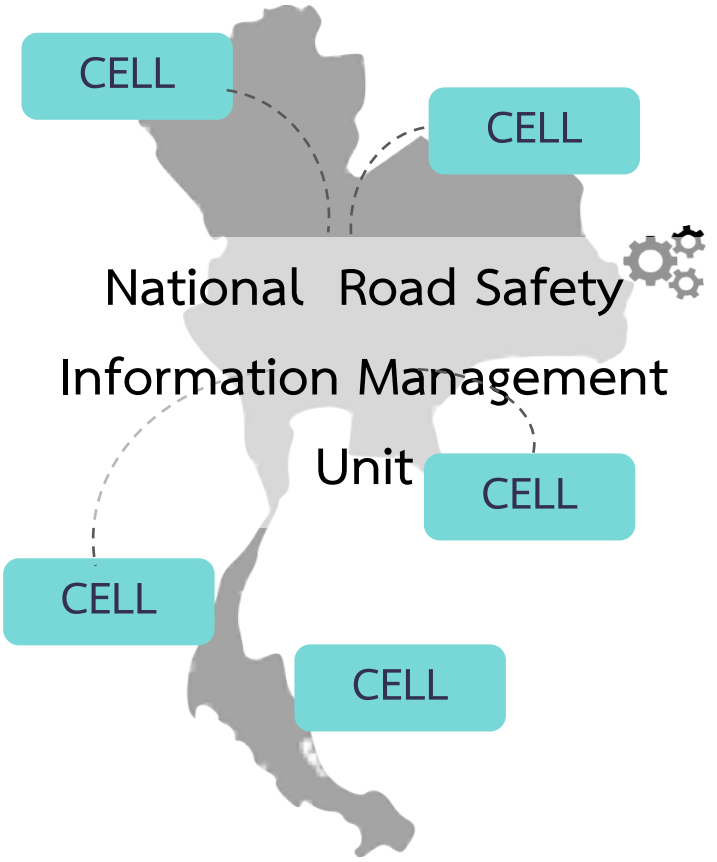 CELL
CELL
National Road Safety
Information Management
Unit
CELL
CELL
CELL